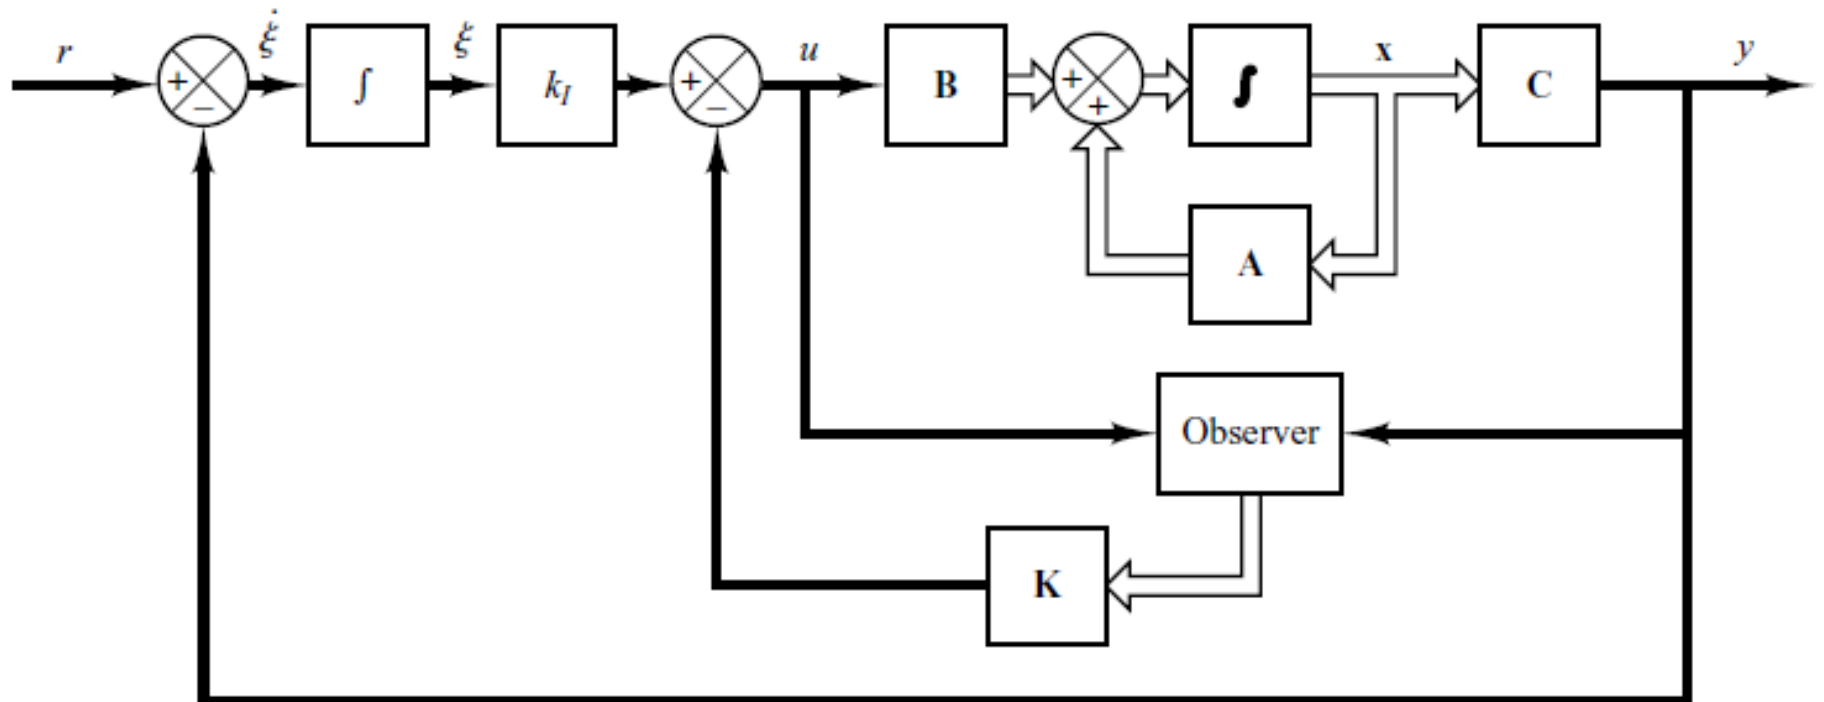 r
+
−
ξ̇
∫
ξ
k_I
+
−
u
B
+
+
∫
x
C
y
A
Observer
K